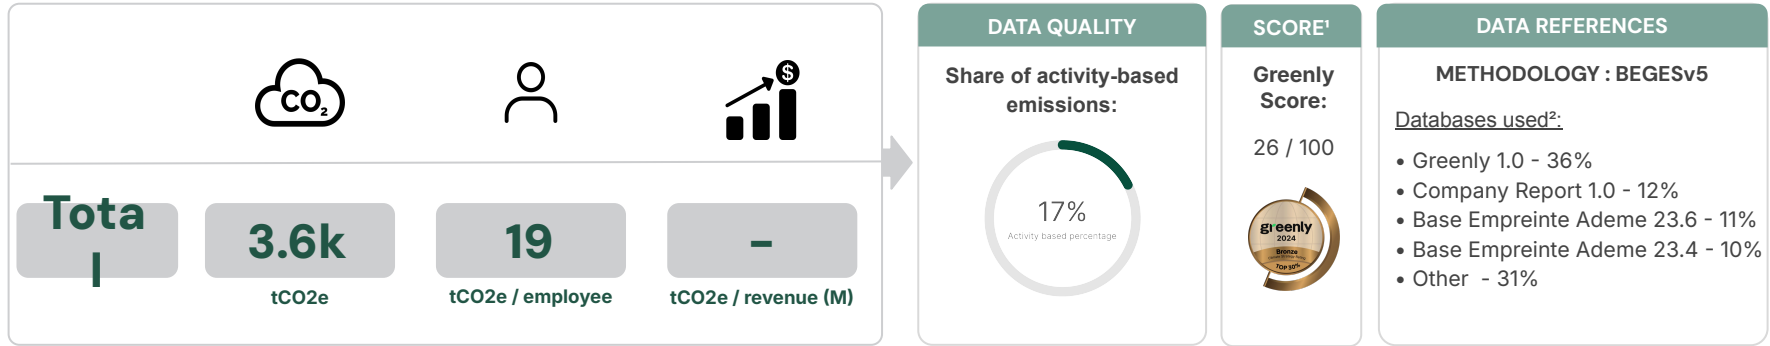 CO₂
$
Tota
l
3.6k
19
–
tCO2e
tCO2e / employee
tCO2e / revenue (M)
DATA QUALITY
Share of activity-based
emissions:
17%
Activity based percentage
SCORE¹
Greenly
Score:
26 / 100
greenly
2024
Bronze
TOP 30%
DATA REFERENCES
METHODOLOGY : BEGESv5
Databases used²:
• Greenly 1.0 - 36%
• Company Report 1.0 - 12%
• Base Empreinte Ademe 23.6 - 11%
• Base Empreinte Ademe 23.4 - 10%
• Other  - 31%